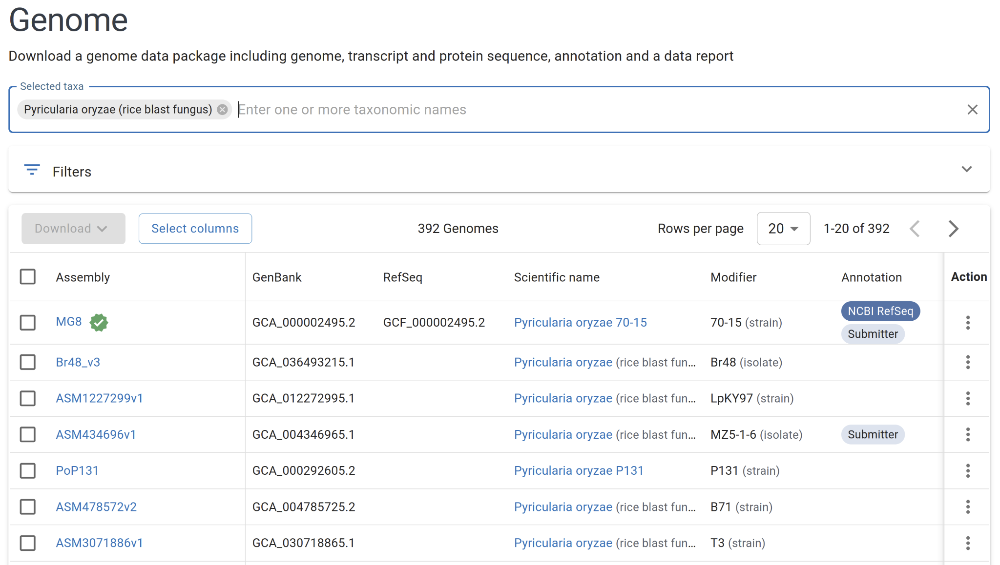 Genome
Download a genome data package including genome, transcript and protein sequence, annotation and a data report
Selected taxa
Pyricularia oryzae (rice blast fungus) Enter one or more taxonomic names
Filters
Download Select columns 392 Genomes Rows per page 20 1-20 of 392
Assembly GenBank RefSeq Scientific name Modifier Annotation Action
MG8 GCA_000002495.2 GCF_000002495.2 Pyricularia oryzae 70-15 70-15 (strain) NCBI RefSeq
Submitter
Br48_v3 GCA_036493215.1 Pyricularia oryzae (rice blast fun... Br48 (isolate)
ASM1227299v1 GCA_012272995.1 Pyricularia oryzae (rice blast fun... LpKY97 (strain)
ASM434696v1 GCA_004346965.1 Pyricularia oryzae (rice blast fun... MZ5-1-6 (isolate) Submitter
PoP131 GCA_000292605.2 Pyricularia oryzae P131 P131 (strain)
ASM478572v2 GCA_004785725.2 Pyricularia oryzae (rice blast fun... B71 (strain)
ASM3071886v1 GCA_030718865.1 Pyricularia oryzae (rice blast fun... T3 (strain)